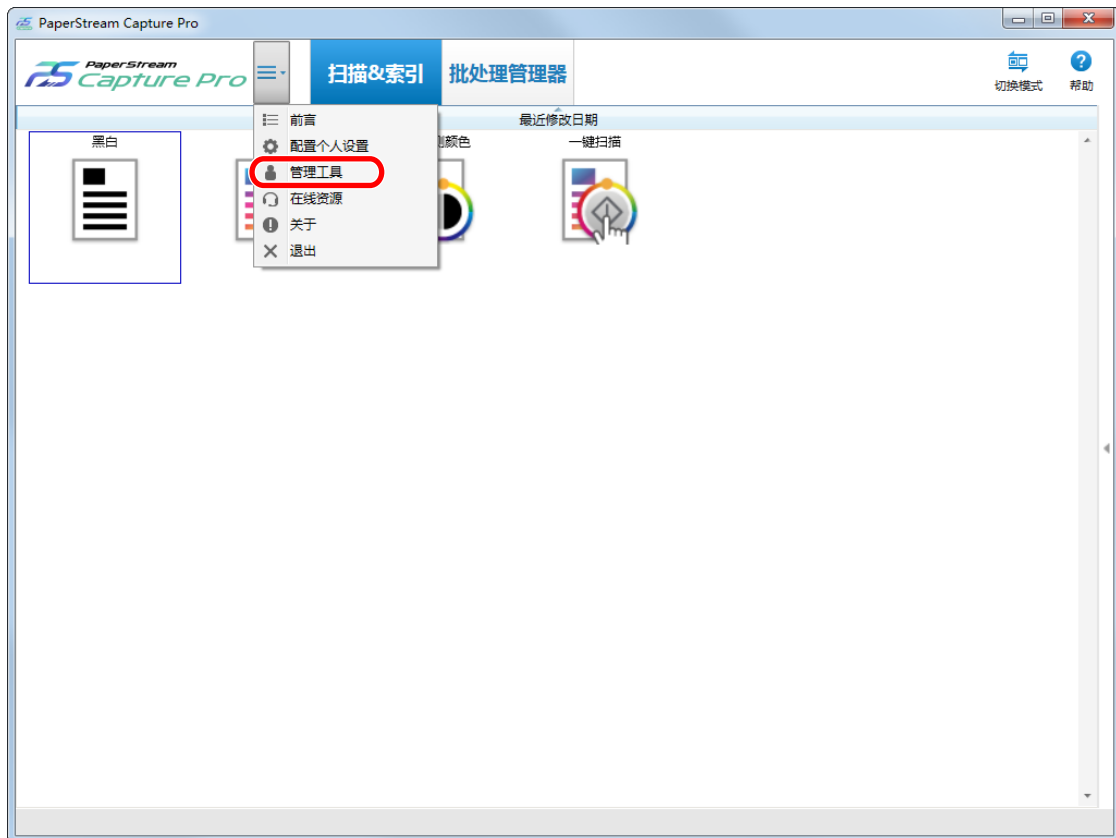 PaperStream Capture Pro
PaperStream
Capture Pro
扫描&索引
批处理管理器
切换模式
帮助
最近修改日期
前言
配置个人设置
管理工具
在线资源
关于
退出
黑白
颜色
一键扫描